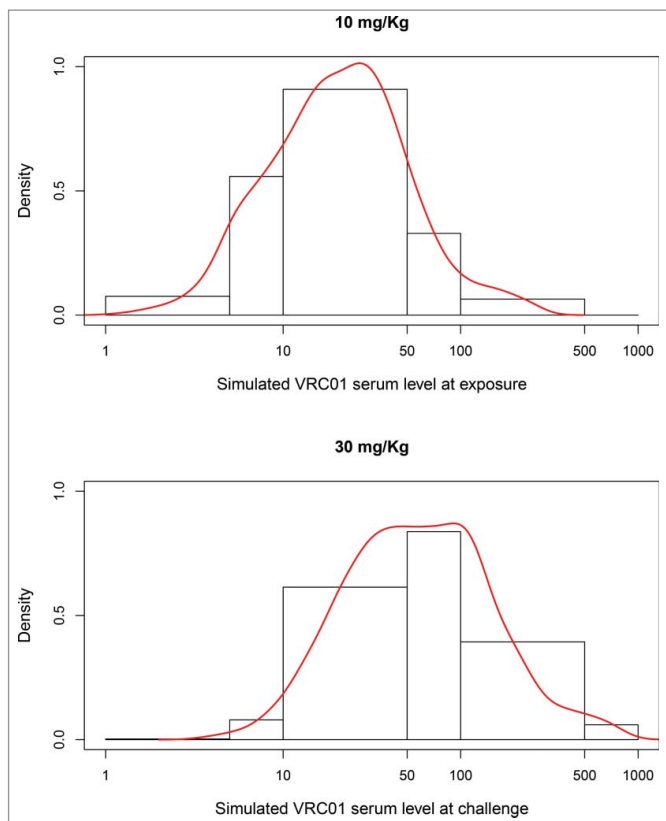 10 mg/Kg
1.0
0.5
0.0
Density
1 10 50 100 500 1000
Simulated VRC01 serum level at exposure
30 mg/Kg
1.0
0.5
0.0
Density
1 10 50 100 500 1000
Simulated VRC01 serum level at challenge